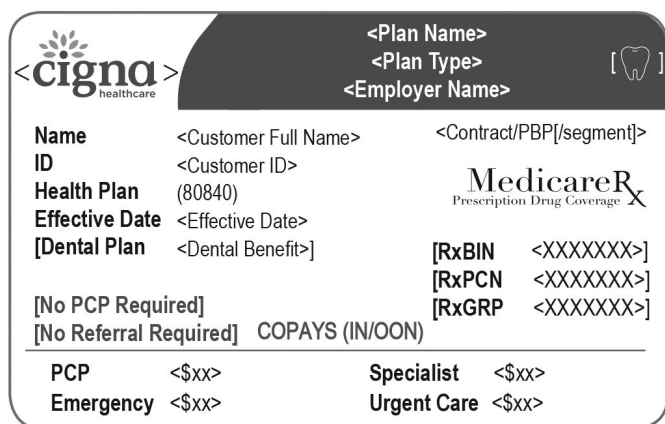 <Plan Name>
<Plan Type>
<Employer Name>
<cigna>
healthcare
[ ]
Name <Customer Full Name>
ID <Customer ID>
Health Plan (80840)
Effective Date <Effective Date>
[Dental Plan <Dental Benefit>]
<Contract/PBP[/segment]>
MedicareRx
Prescription Drug Coverage
[RxBIN <XXXXXXX>]
[RxPCN <XXXXXXX>]
[RxGRP <XXXXXXX>]
[No PCP Required]
[No Referral Required] COPAYS (IN/OON)
PCP <$xx> Specialist <$xx>
Emergency <$xx> Urgent Care <$xx>